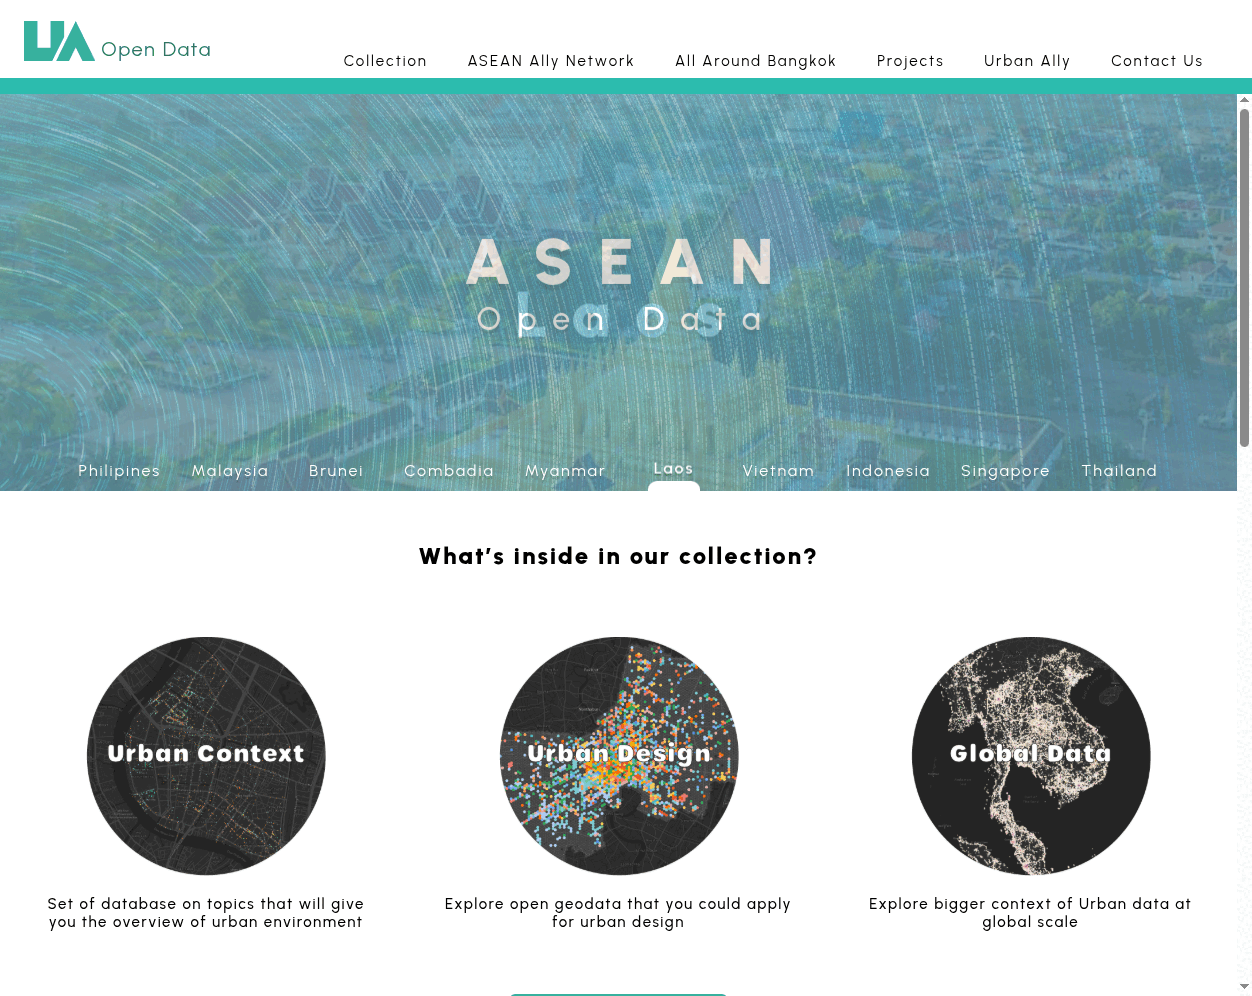 UA Open Data
Collection
ASEAN Ally Network
All Around Bangkok
Projects
Urban Ally
Contact Us
ASEAN
Open Data
Laos
Philipines
Malaysia
Brunei
Combadia
Myanmar
Laos
Vietnam
Indonesia
Singapore
Thailand
What's inside in our collection?
Urban Context
Set of database on topics that will give
you the overview of urban environment
Urban Design
Explore open geodata that you could apply
for urban design
Global Data
Explore bigger context of Urban data at
global scale